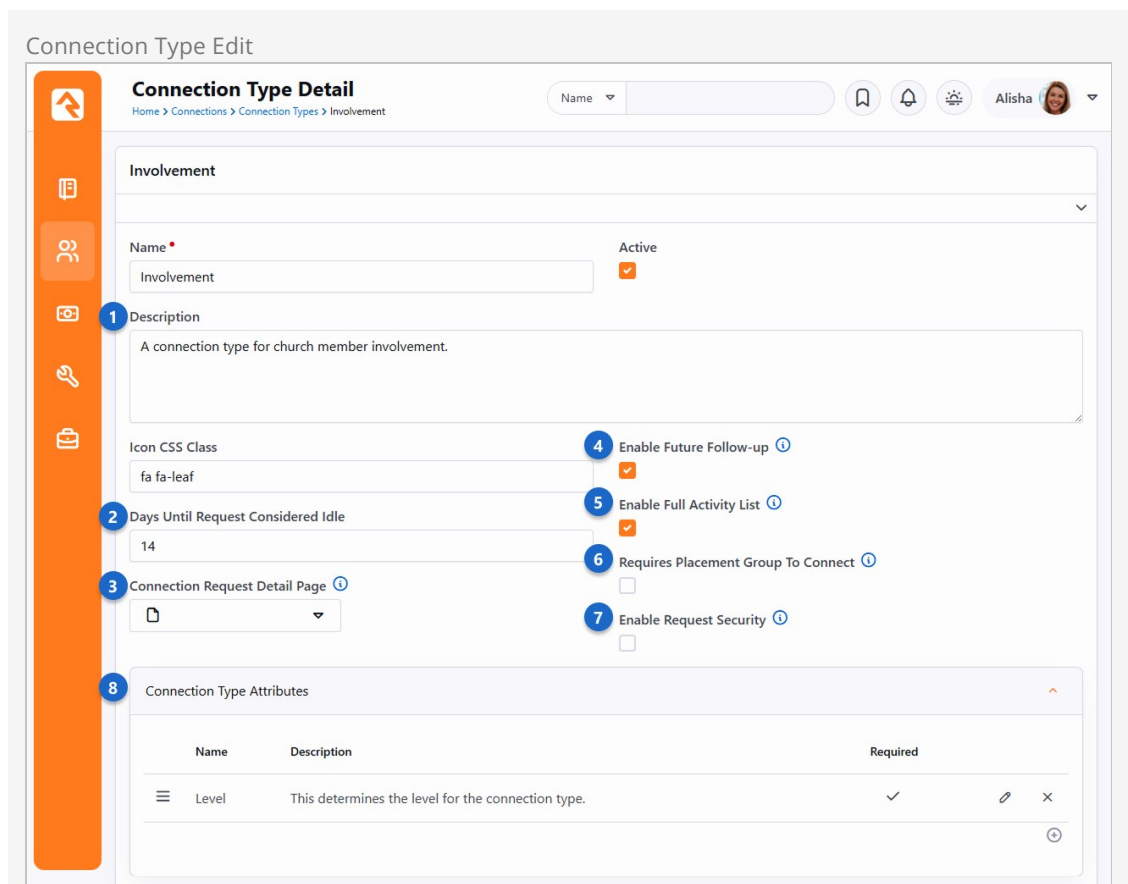 Connection Type Edit
Connection Type Detail
Home > Connections > Connection Types > Involvement
Name
Alisha
Involvement
Name
Active
Involvement
1 Description
A connection type for church member involvement.
Icon CSS Class
fa fa-leaf
4 Enable Future Follow-up
5 Enable Full Activity List
2 Days Until Request Considered Idle
14
6 Requires Placement Group To Connect
3 Connection Request Detail Page
7 Enable Request Security
8 Connection Type Attributes
Name Description Required
Level This determines the level for the connection type.